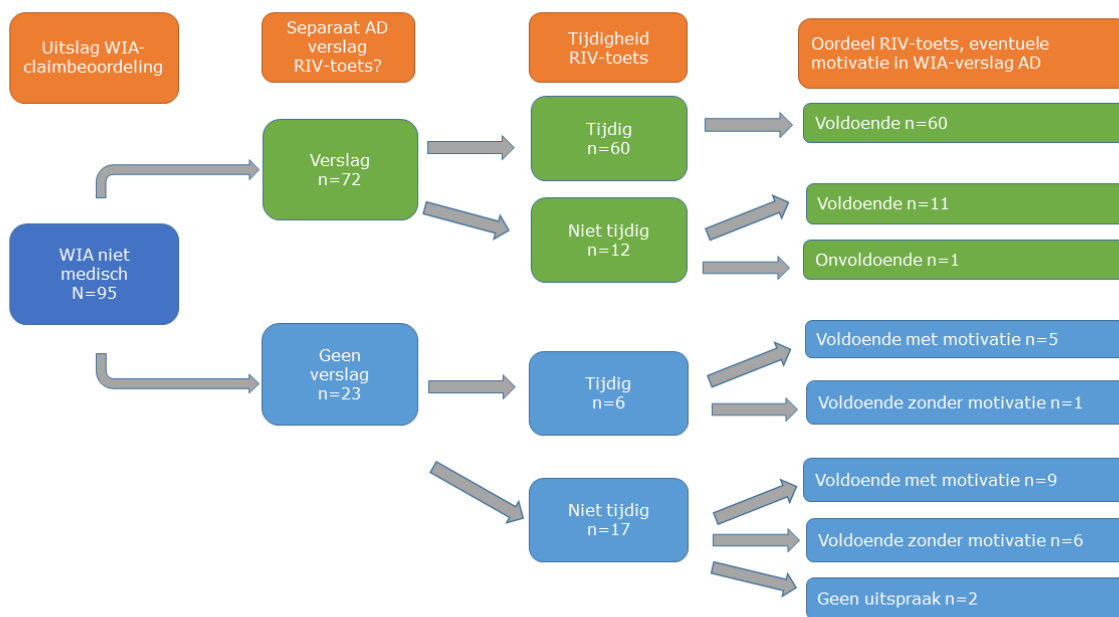 Uitslag WIA-
claimbeoordeling
Separaat AD
verslag
RIV-toets?
Tijdigheid
RIV-toets
Oordeel RIV-toets, eventuele
motivatie in WIA-verslag AD
WIA niet
medisch
N=95
Verslag
n=72
Tijdig
n=60
Voldoende n=60
Niet tijdig
n=12
Voldoende n=11
Onvoldoende n=1
Geen
verslag
n=23
Tijdig
n=6
Voldoende met motivatie n=5
Voldoende zonder motivatie n=1
Niet tijdig
n=17
Voldoende met motivatie n=9
Voldoende zonder motivatie n=6
Geen uitspraak n=2